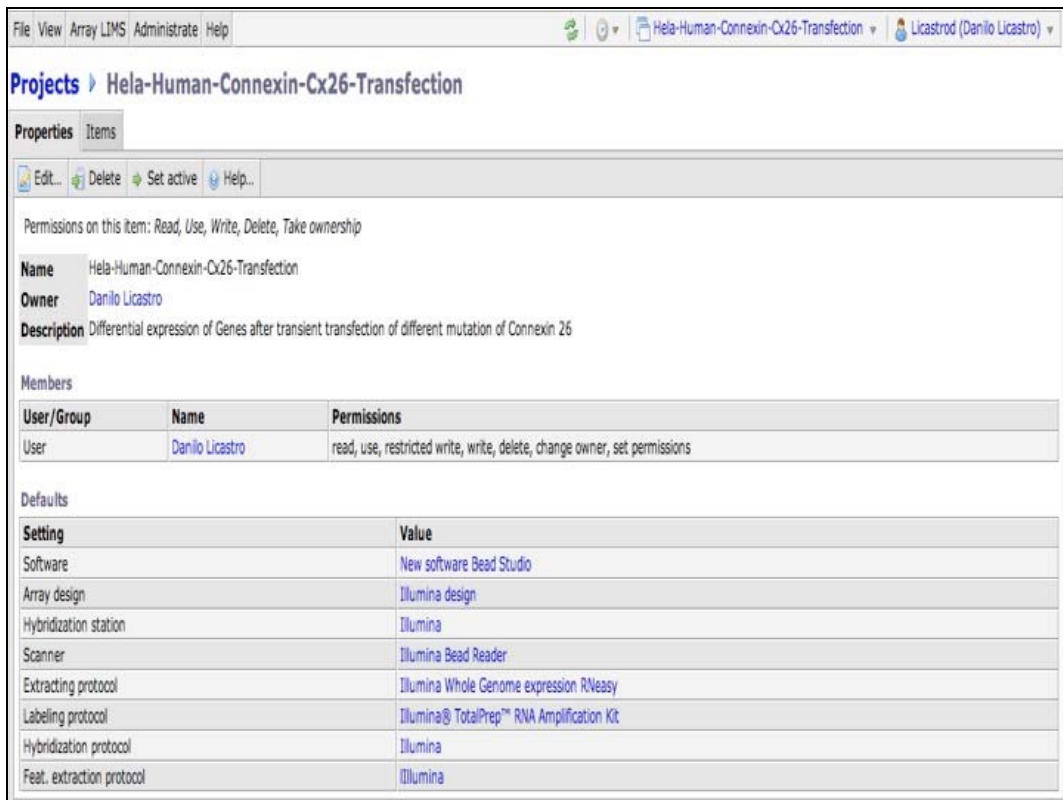 File View Array LIMS Administrate Help Hela-Human-Connexin-Cx26-Transfection Licastrod (Danilo Licastro)
Projects Hela-Human-Connexin-Cx26-Transfection
Properties Items
Edit... Delete Set active Help...
Permissions on this item: Read, Use, Write, Delete, Take ownership
Name Hela-Human-Connexin-Cx26-Transfection
Owner Danilo Licastro
Description Differential expression of Genes after transient transfection of different mutation of Connexin 26
Members
User/Group Name Permissions
User Danilo Licastro read, use, restricted write, write, delete, change owner, set permissions
Defaults
Setting Value
Software New software Bead Studio
Array design Illumina design
Hybridization station Illumina
Scanner Illumina Bead Reader
Extracting protocol Illumina Whole Genome expression RNeasy
Labeling protocol Illumina® TotalPrep™ RNA Amplification Kit
Hybridization protocol Illumina
Feat. extraction protocol IIlumina